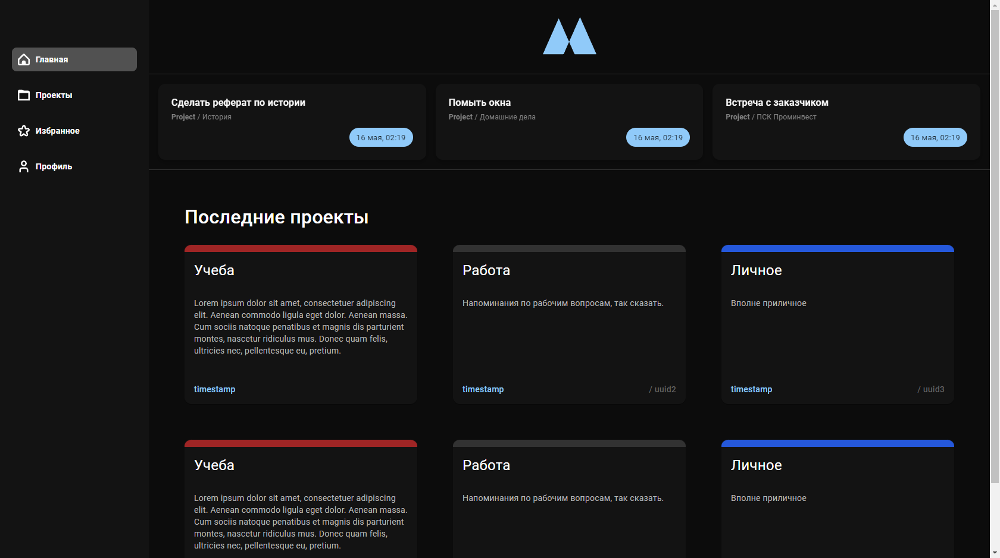 Главная
Проекты
Избранное
Профиль
Сделать реферат по истории
Project / История
16 мая, 02:19
Помыть окна
Project / Домашние дела
16 мая, 02:19
Встреча с заказчиком
Project / ПСК Проминвест
16 мая, 02:19
Последние проекты
Учеба
Lorem ipsum dolor sit amet, consectetuer adipiscing
elit. Aenean commodo ligula eget dolor. Aenean massa.
Cum sociis natoque penatibus et magnis dis parturient
montes, nascetur ridiculus mus. Donec quam felis,
ultricies nec, pellentesque eu, pretium.
timestamp
Работа
Напоминания по рабочим вопросам, так сказать.
timestamp
/ uuid2
Личное
Вполне приличное
timestamp
/ uuid3
Учеба
Lorem ipsum dolor sit amet, consectetuer adipiscing
elit. Aenean commodo ligula eget dolor. Aenean massa.
Cum sociis natoque penatibus et magnis dis parturient
montes, nascetur ridiculus mus. Donec quam felis,
ultricies nec, pellentesque eu, pretium.
Работа
Напоминания по рабочим вопросам, так сказать.
Личное
Вполне приличное